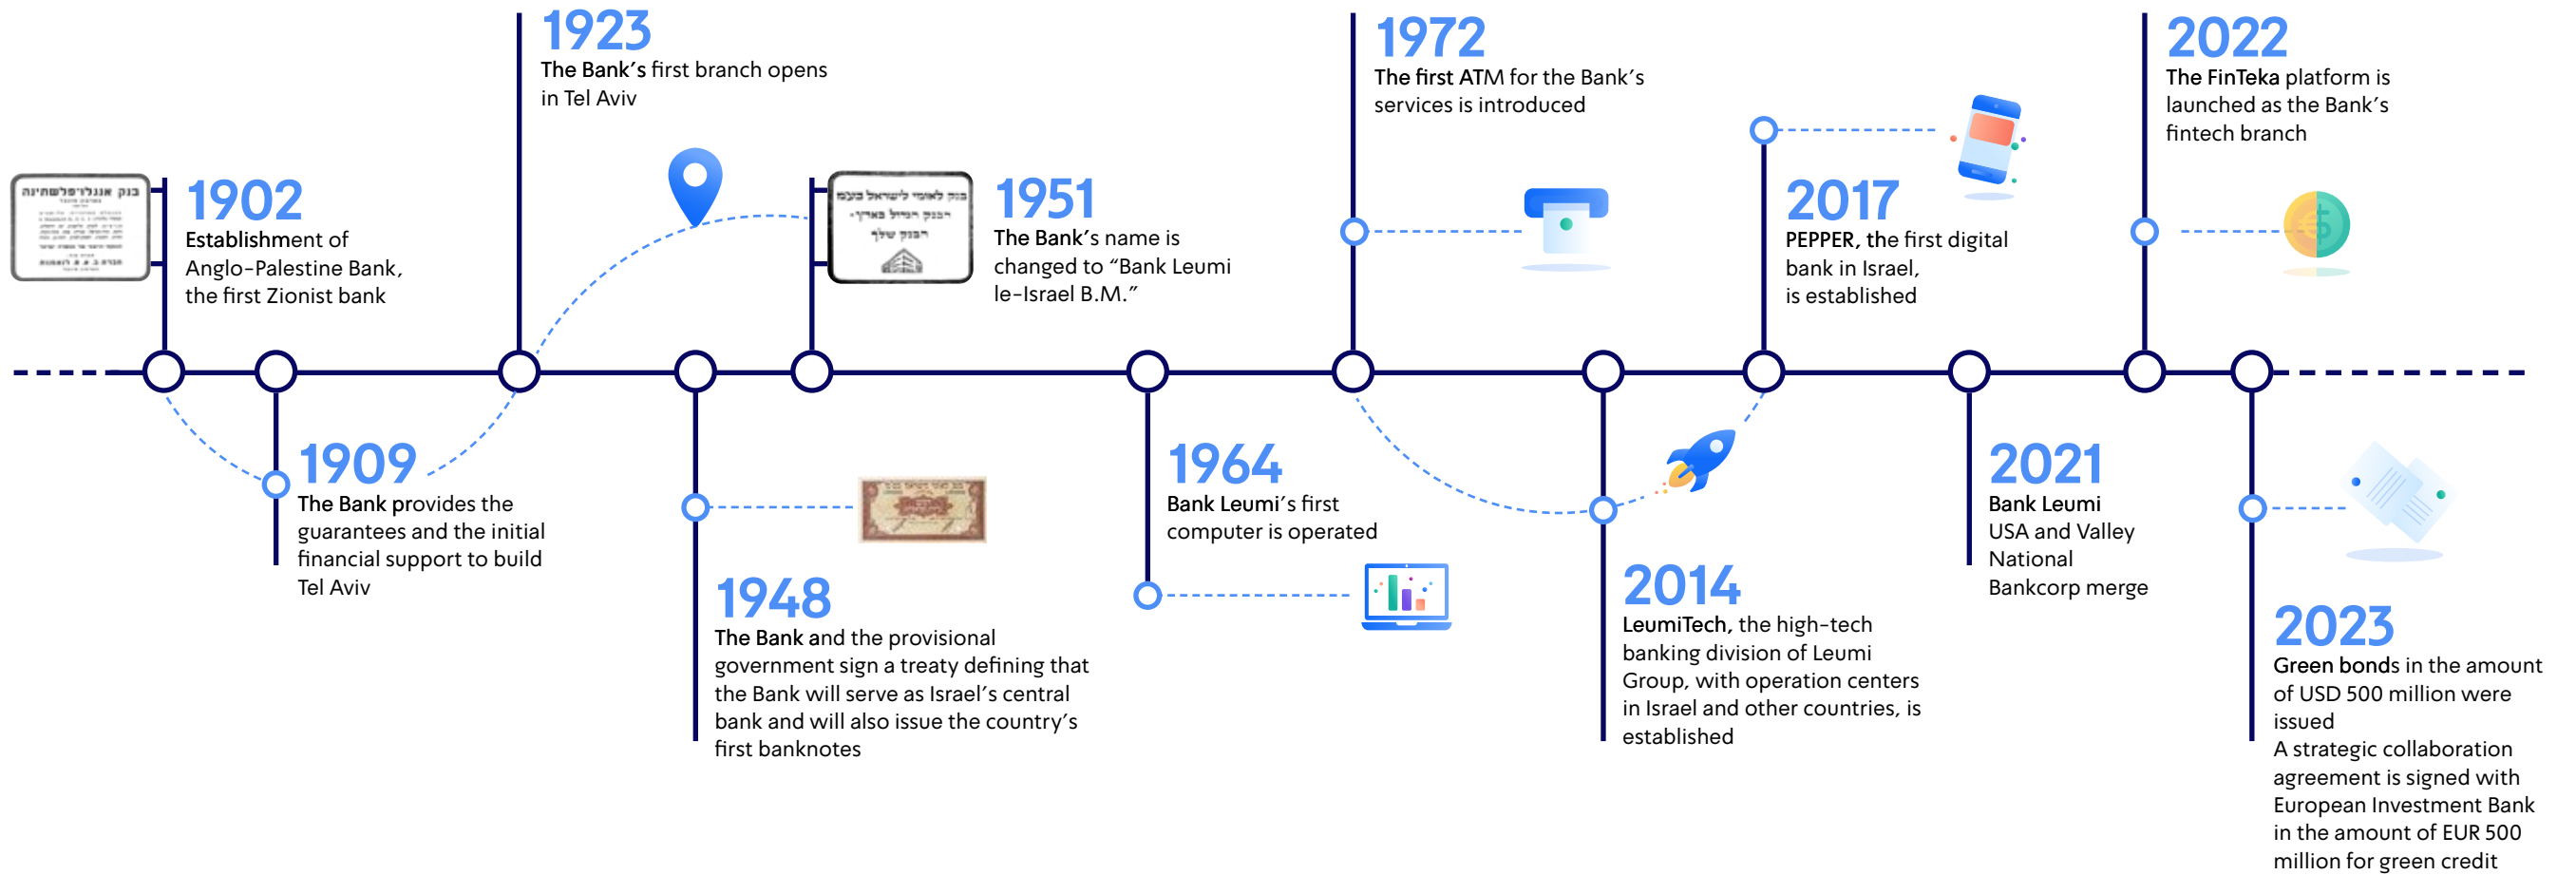 1902
Establishment of
Anglo-Palestine Bank,
the first Zionist bank
בנק אנגלו־פלשתינה
1909
The Bank provides the
guarantees and the initial
financial support to build
Tel Aviv
1923
The Bank's first branch opens
in Tel Aviv
1948
The Bank and the provisional
government sign a treaty defining that
the Bank will serve as Israel's central
bank and will also issue the country's
first banknotes
בנק לאומי לישראל בע״מ
הבנק הגדול בארץ־
הבנק שלך
1951
The Bank's name is
changed to “Bank Leumi
le-Israel B.M.”
1964
Bank Leumi's first
computer is operated
1972
The first ATM for the Bank's
services is introduced
2014
LeumiTech, the high-tech
banking division of Leumi
Group, with operation centers
in Israel and other countries, is
established
2017
PEPPER, the first digital
bank in Israel,
is established
2021
Bank Leumi
USA and Valley
National
Bankcorp merge
2022
The FinTeka platform is
launched as the Bank's
fintech branch
2023
Green bonds in the amount
of USD 500 million were
issued
A strategic collaboration
agreement is signed with
European Investment Bank
in the amount of EUR 500
million for green credit